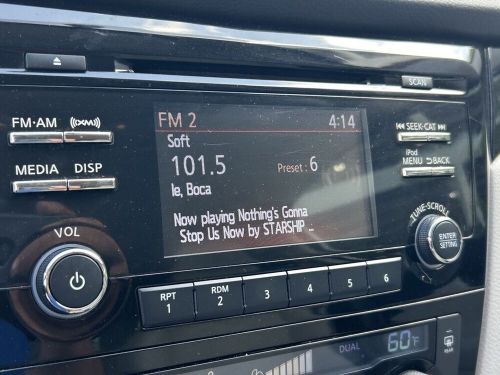 SCAN
FM·AM XM
MEDIA DISP
VOL
FM 2 4:14
Soft
101.5 Preset: 6
le, Boca
Now playing Nothing's Gonna
Stop Us Now by STARSHIP ...
SEEK·CAT
iPod
MENU BACK
TUNE·SCROLL
ENTER
SETTING
RPT
1
RDM
2
3
4
5
6
DUAL 60°F
REAR